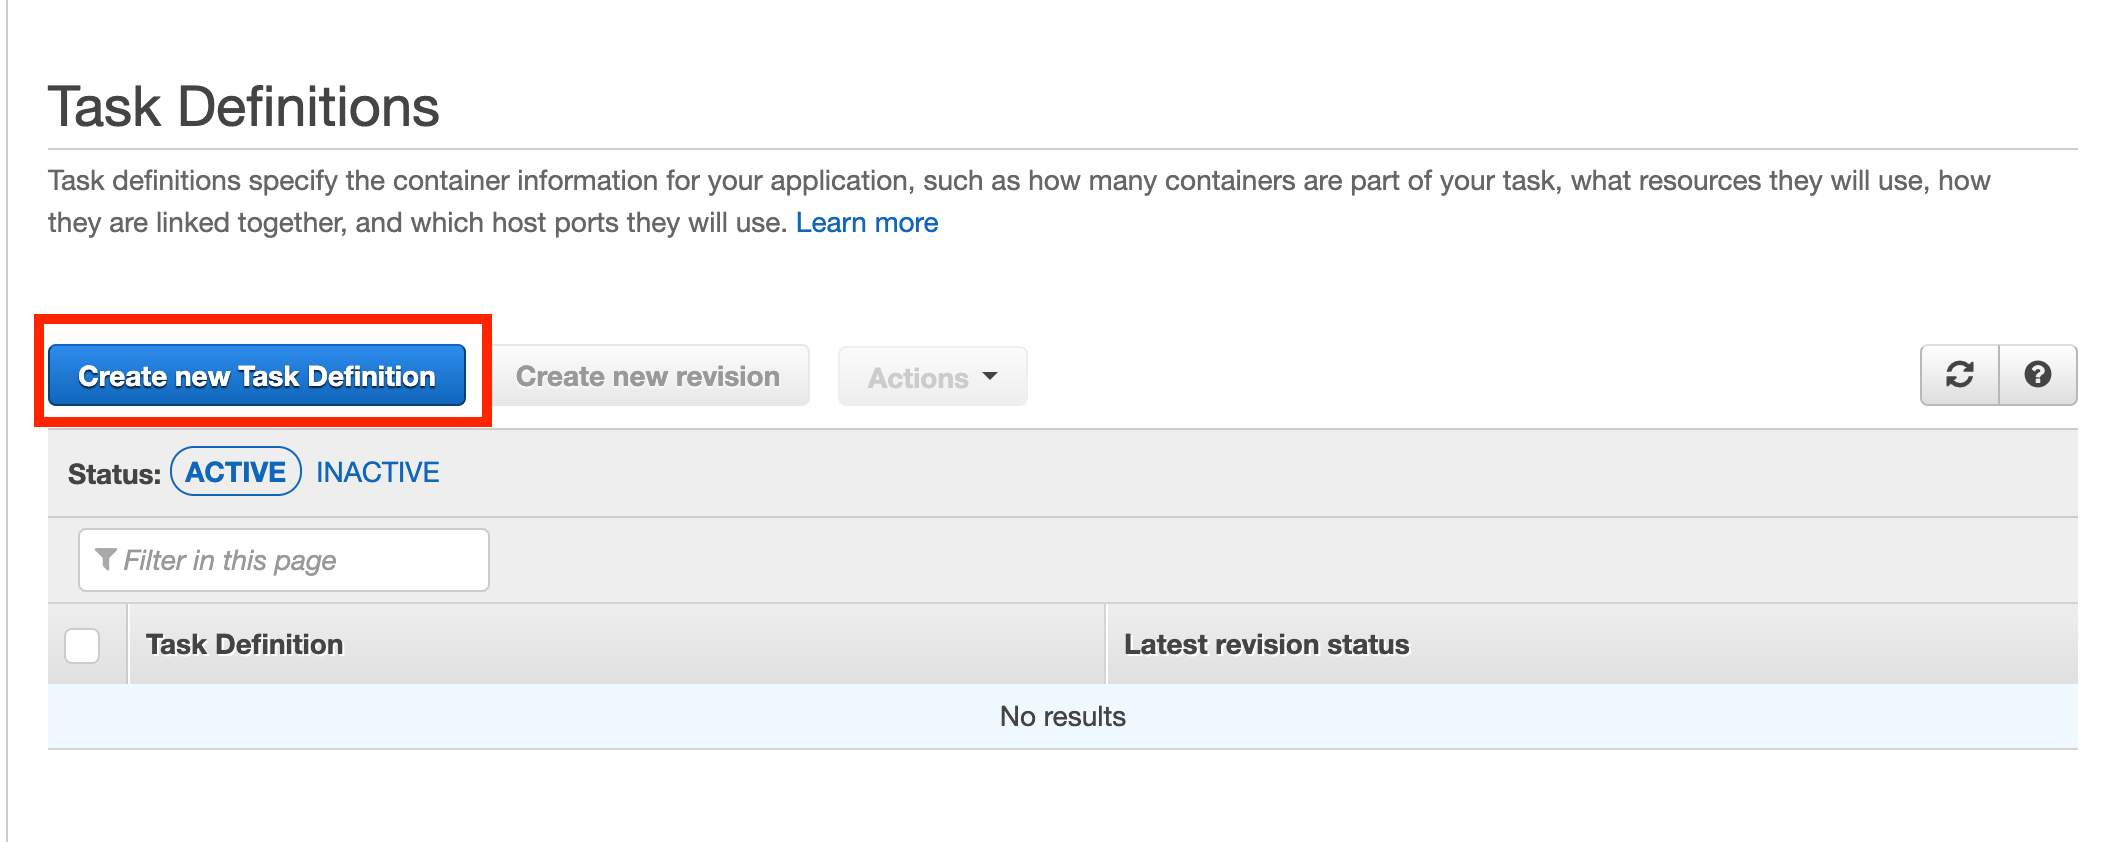 Task Definitions
Task definitions specify the container information for your application, such as how many containers are part of your task, what resources they will use, how
they are linked together, and which host ports they will use. Learn more
Create new Task Definition Create new revision Actions
Status: ACTIVE INACTIVE
Filter in this page
Task Definition Latest revision status
No results